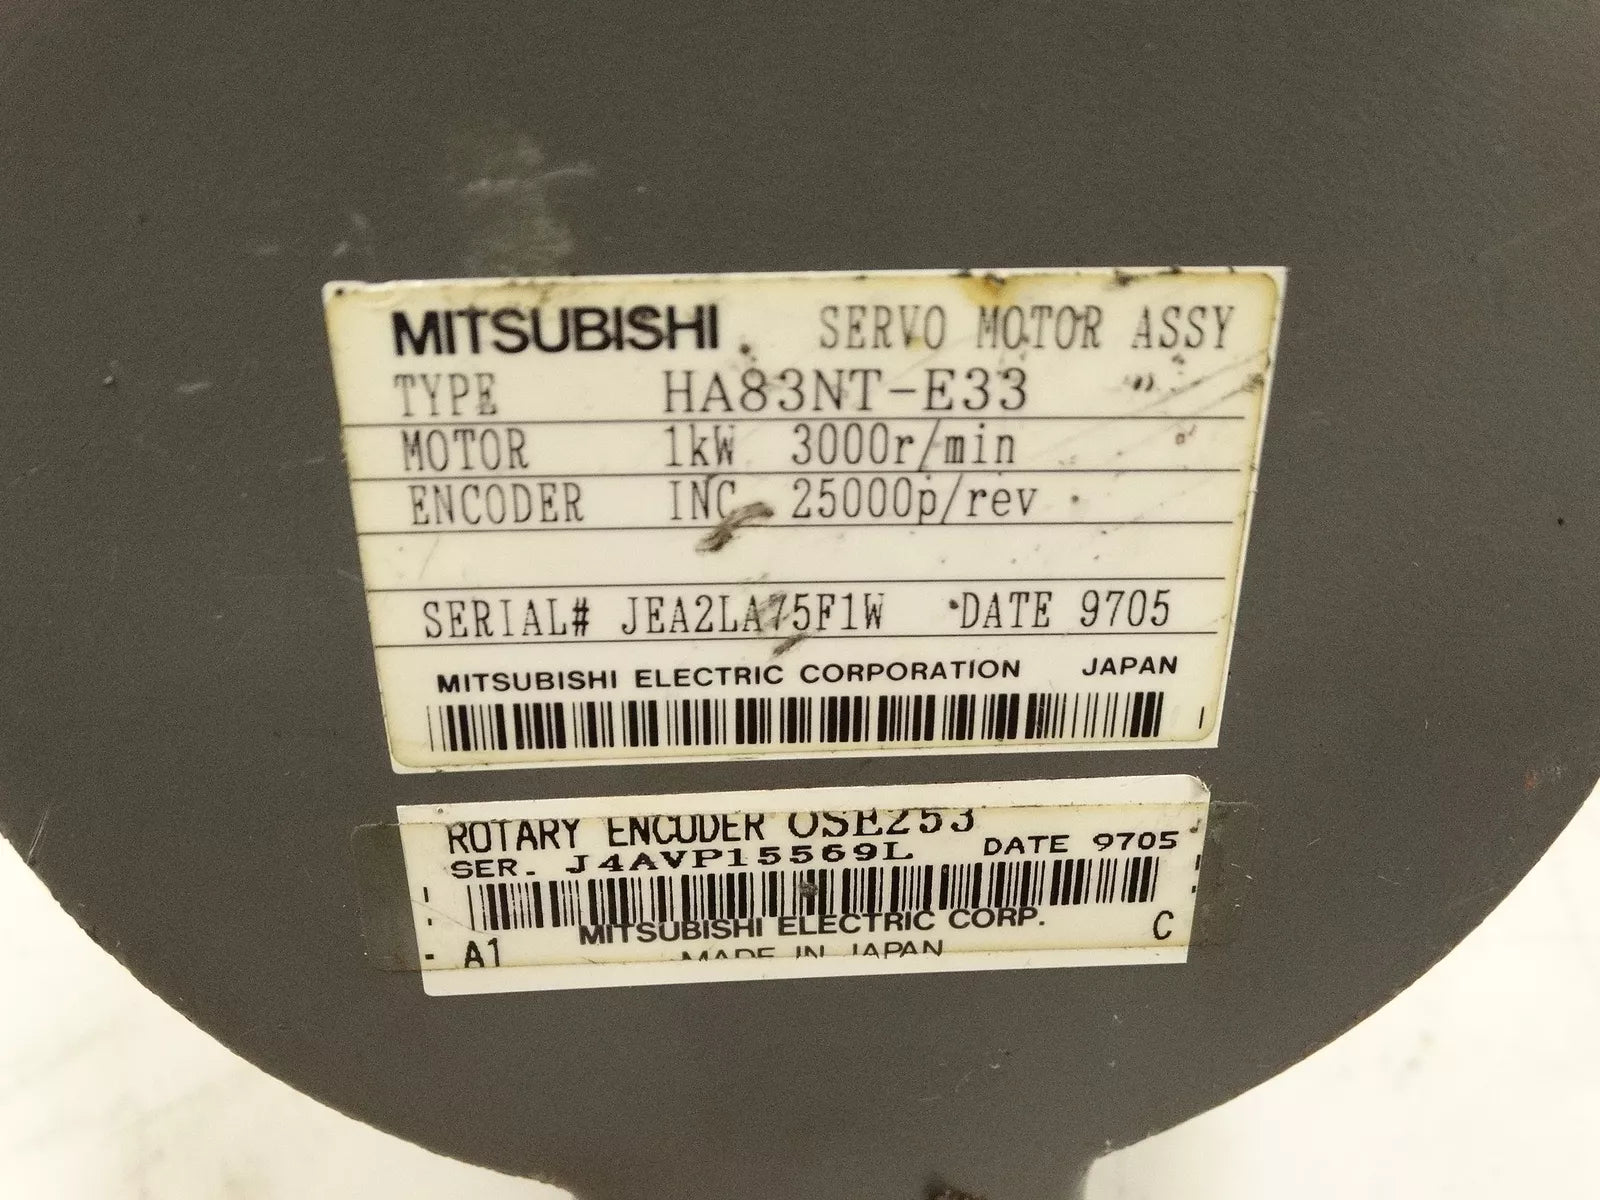 MITSUBISHI SERVO MOTOR ASSY
TYPE HA83NT-E33
MOTOR 1kW 3000r/min
ENCODER INC 25000p/rev
SERIAL# JEA2LA75F1W DATE 9705
MITSUBISHI ELECTRIC CORPORATION JAPAN
ROTARY ENCODER OSE253
SER. J4AVP15569L DATE 9705
MITSUBISHI ELECTRIC CORP.
A1 C
MADE IN JAPAN